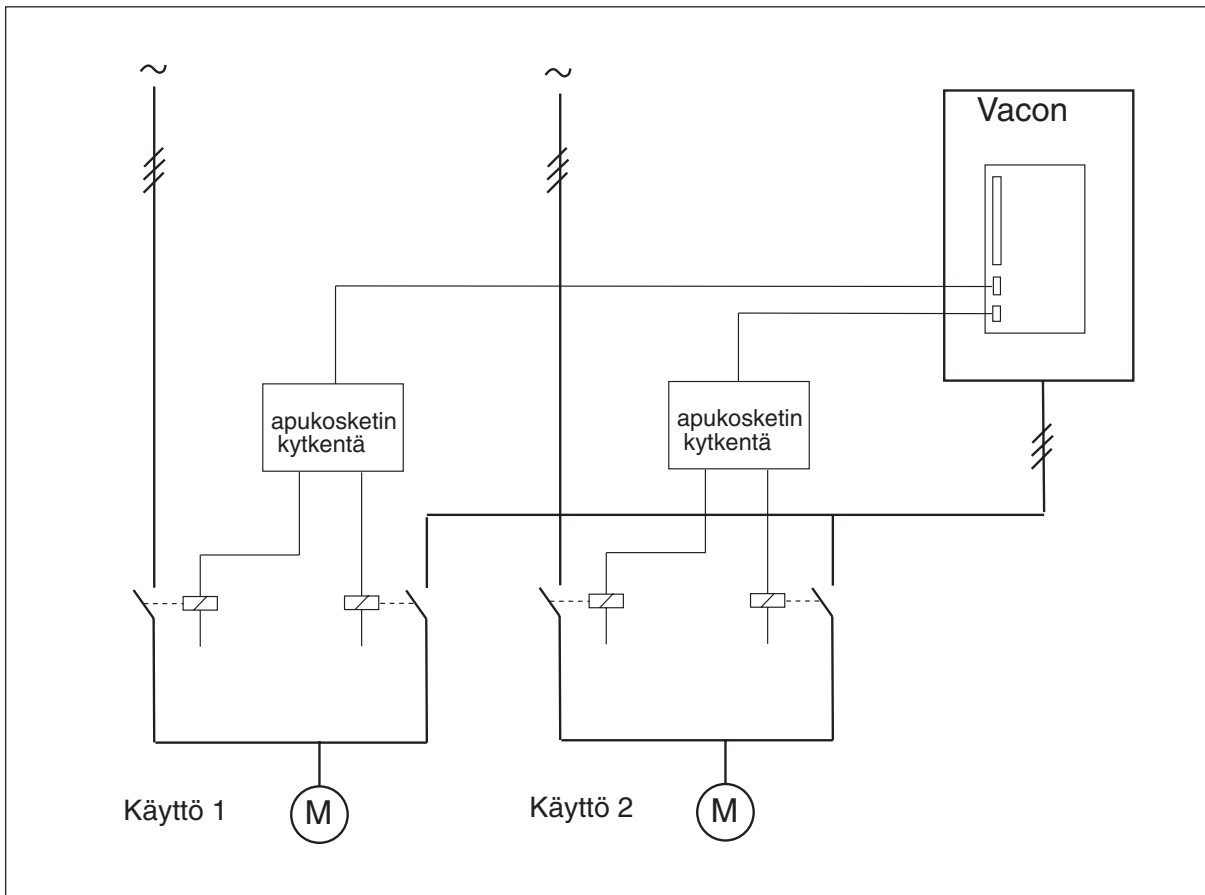 ~
~
Vacon
apukosketin
kytkentä
apukosketin
kytkentä
Käyttö 1
M
Käyttö 2
M